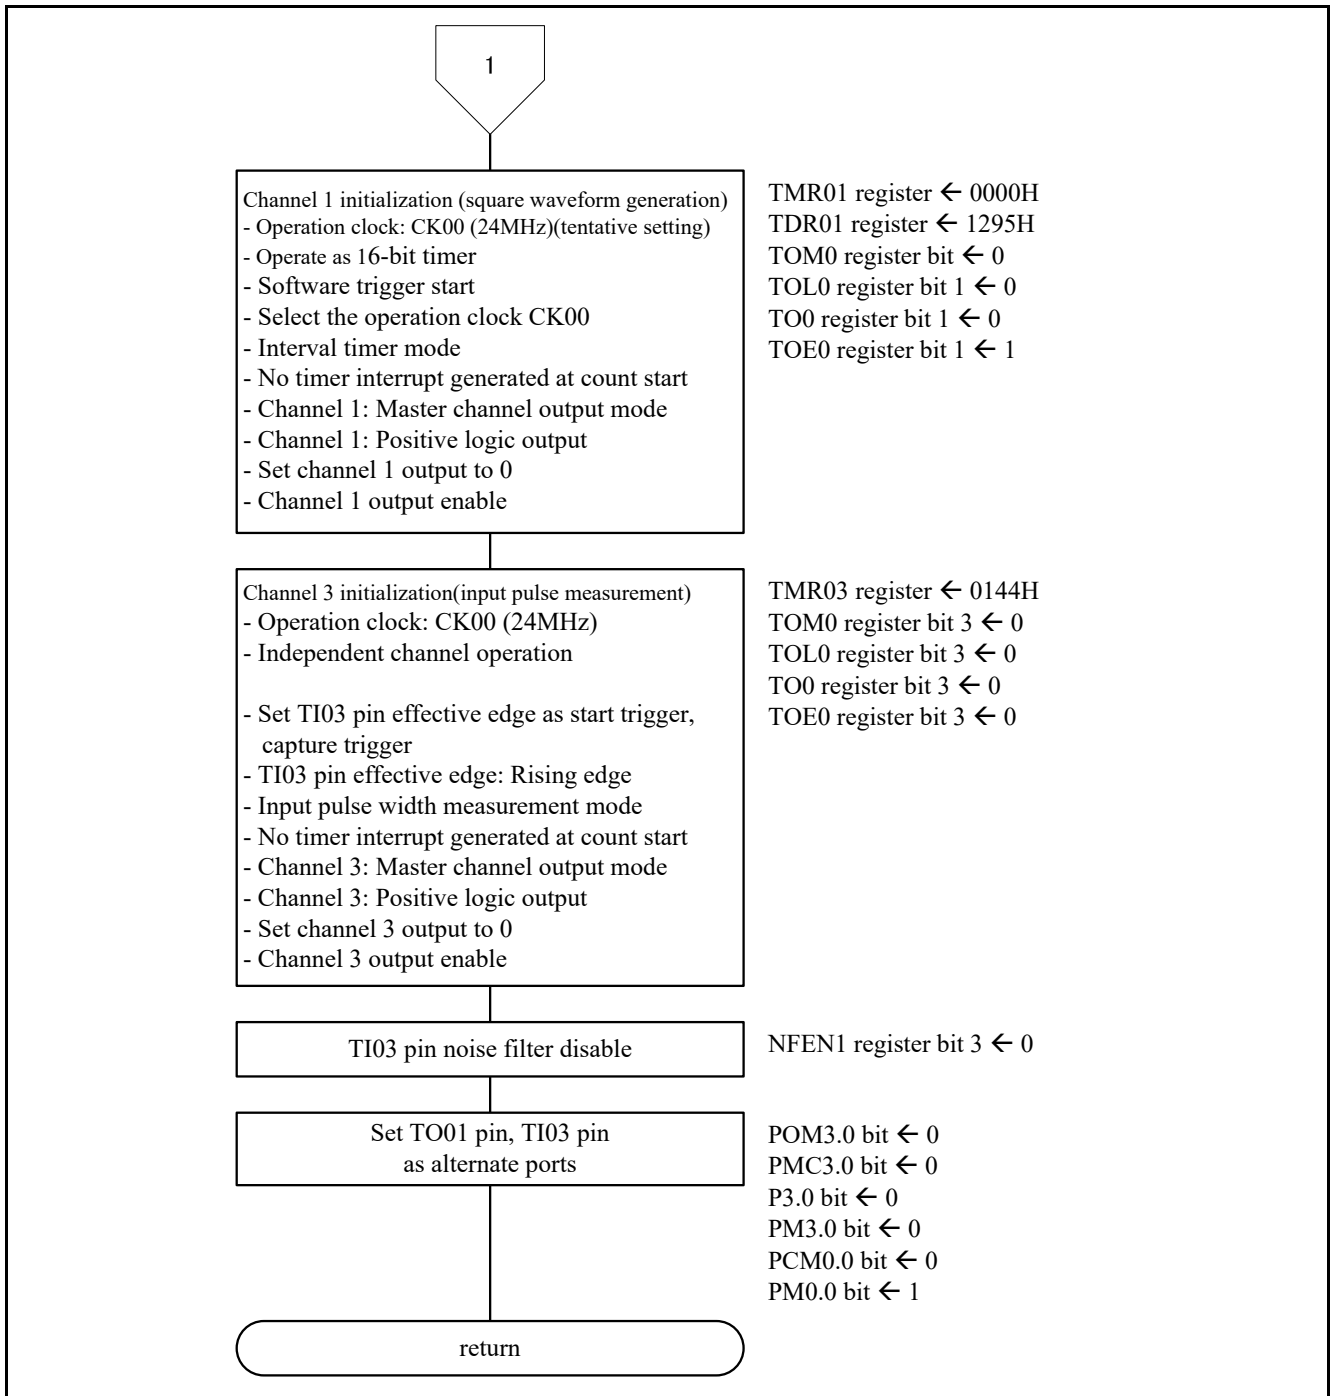 1
Channel 1 initialization (square waveform generation)
- Operation clock: CK00 (24MHz)(tentative setting)
- Operate as 16-bit timer
- Software trigger start
- Select the operation clock CK00
- Interval timer mode
- No timer interrupt generated at count start
- Channel 1: Master channel output mode
- Channel 1: Positive logic output
- Set channel 1 output to 0
- Channel 1 output enable
TMR01 register ← 0000H
TDR01 register ← 1295H
TOM0 register bit ← 0
TOL0 register bit 1 ← 0
TO0 register bit 1 ← 0
TOE0 register bit 1 ← 1
Channel 3 initialization(input pulse measurement)
- Operation clock: CK00 (24MHz)
- Independent channel operation
- Set TI03 pin effective edge as start trigger,
capture trigger
- TI03 pin effective edge: Rising edge
- Input pulse width measurement mode
- No timer interrupt generated at count start
- Channel 3: Master channel output mode
- Channel 3: Positive logic output
- Set channel 3 output to 0
- Channel 3 output enable
TMR03 register ← 0144H
TOM0 register bit 3 ← 0
TOL0 register bit 3 ← 0
TO0 register bit 3 ← 0
TOE0 register bit 3 ← 0
TI03 pin noise filter disable
NFEN1 register bit 3 ← 0
Set TO01 pin, TI03 pin
as alternate ports
POM3.0 bit ← 0
PMC3.0 bit ← 0
P3.0 bit ← 0
PM3.0 bit ← 0
PCM0.0 bit ← 0
PM0.0 bit ← 1
return